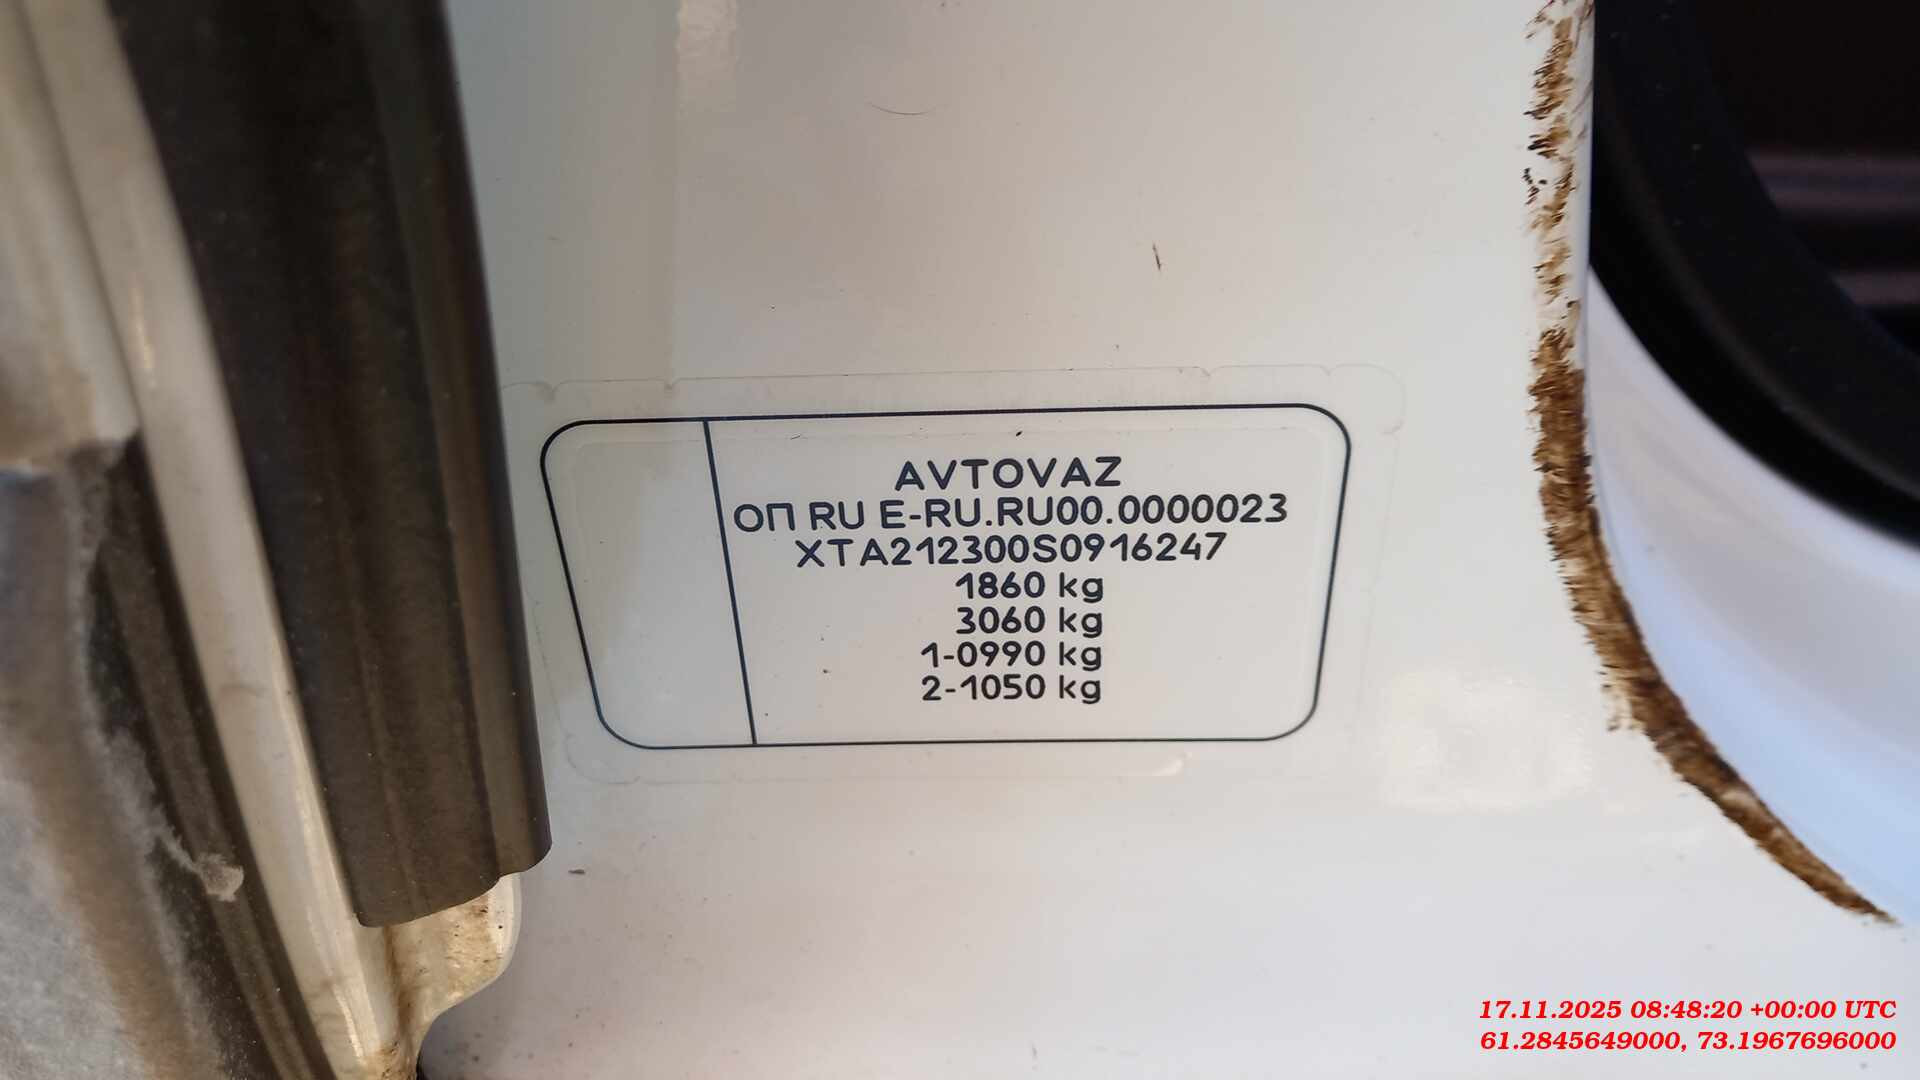 AVTOVAZ
ОП RU E-RU.RU00.0000023
XTA212300S0916247
1860 kg
3060 kg
1-0990 kg
2-1050 kg
17.11.2025 08:48:20 +00:00 UTC
61.2845649000, 73.1967696000